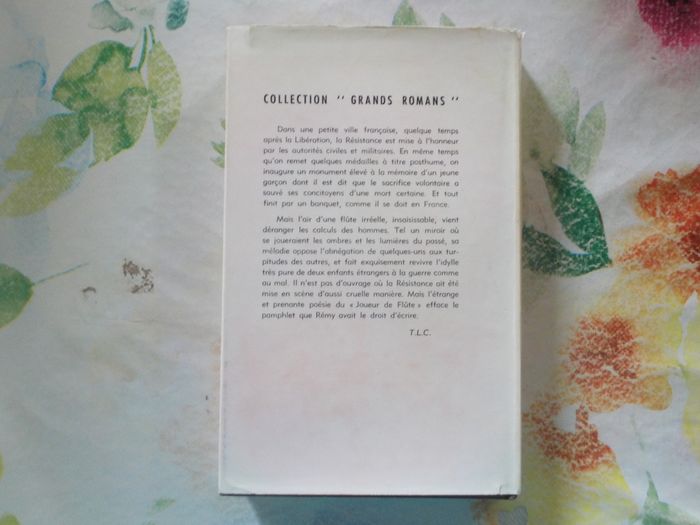 COLLECTION " GRANDS ROMANS "
Dans une petite ville française, quelque temps
après la Libération, la Résistance est mise à l'honneur
par les autorités civiles et militaires. En même temps
qu'on remet quelques médailles à titre posthume, on
inaugure un monument élevé à la mémoire d'un jeune
garçon dont il est dit que le sacrifice volontaire a
sauvé ses concitoyens d'une mort certaine. Et tout
finit par un banquet, comme il se doit en France.
Mais l'air d'une flûte irréelle, insaisissable, vient
déranger les calculs des hommes. Tel un miroir où
se joueraient les ombres et les lumières du passé, sa
mélodie oppose l'abnégation de quelques-uns aux tur-
pitudes des autres, et fait exquisement revivre l'idylle
très pure de deux enfants étrangers à la guerre comme
au mal. Il n'est pas d'ouvrage où la Résistance ait été
mise en scène d'aussi cruelle manière. Mais l'étrange
et prenante poésie du « Joueur de Flûte » efface le
pamphlet que Rémy avait le droit d'écrire.
T.L.C.